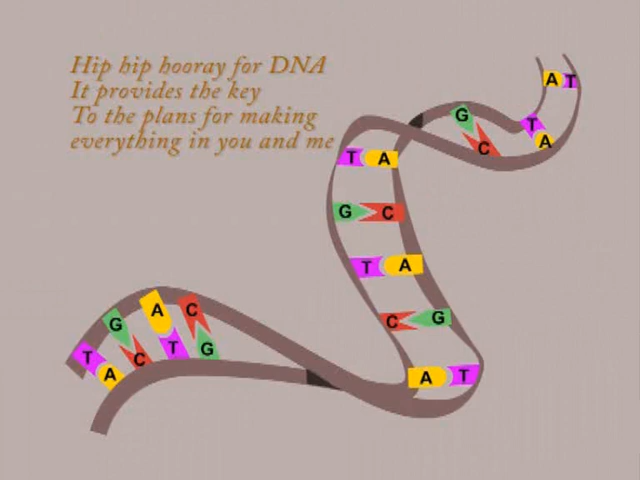 Hip hip hooray for DNA
It provides the key
To the plans for making
everything in you and me
A T
G
T
C
A
T A
G C
T A
C G
A T
A C
G
T
T G
C
A